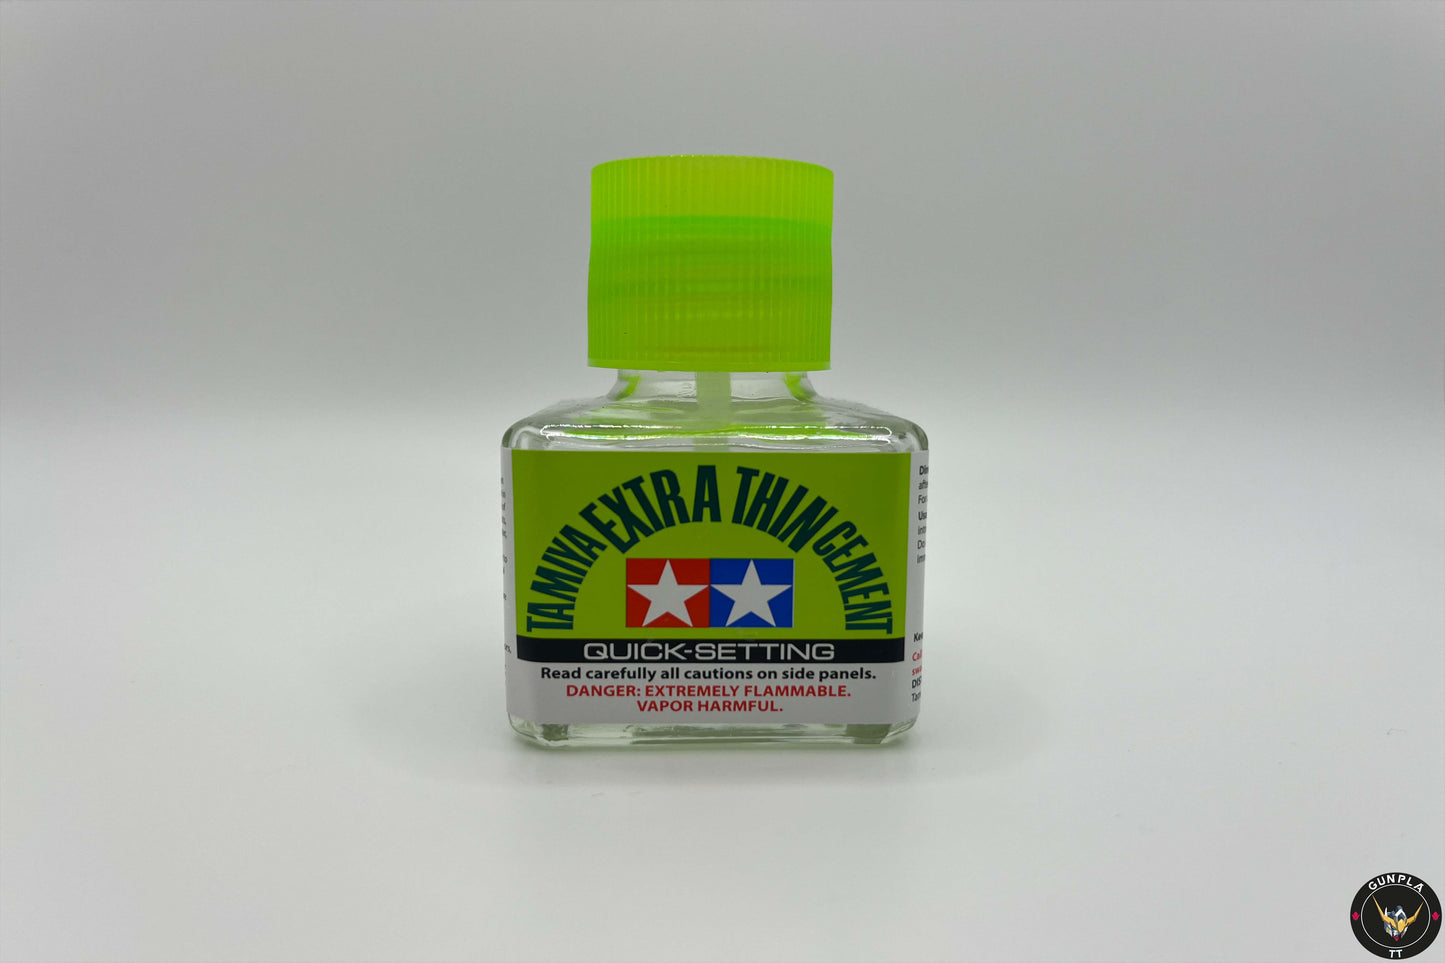 TAMIYA EXTRA THIN CEMENT
QUICK-SETTING
Read carefully all cautions on side panels.
DANGER: EXTREMELY FLAMMABLE.
VAPOR HARMFUL.
GUNPLA
TT